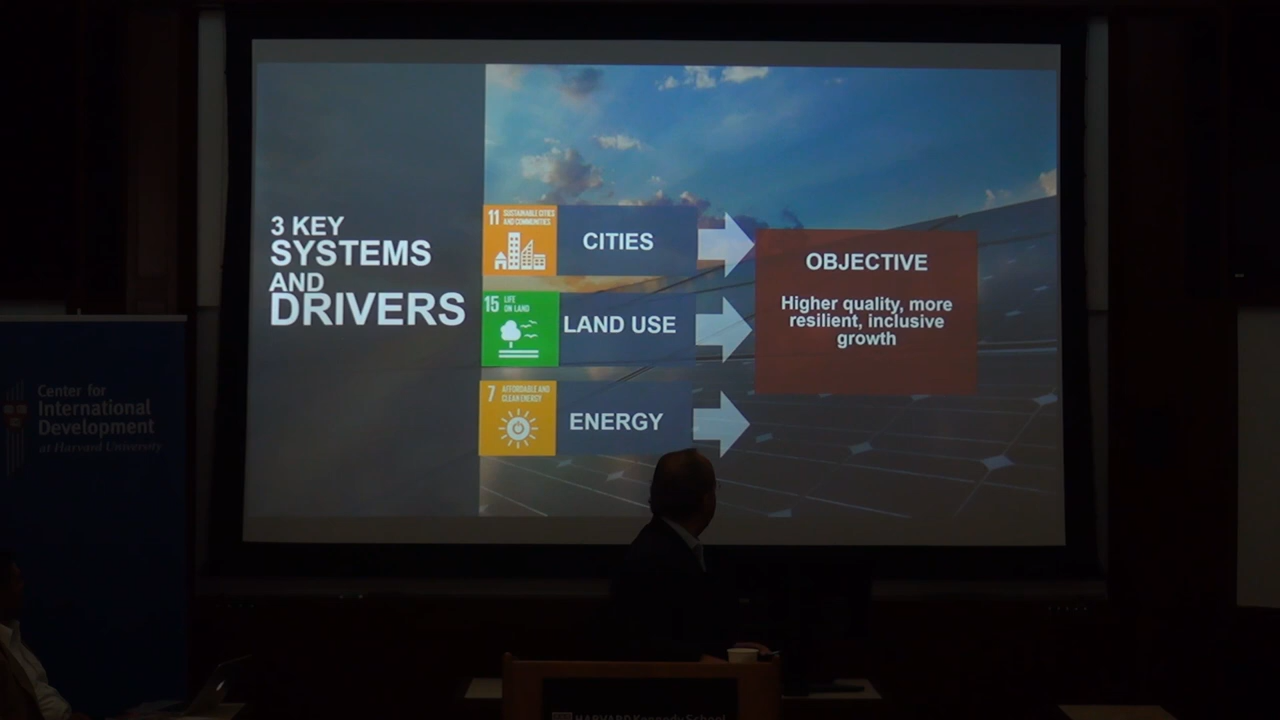 3 KEY
SYSTEMS
AND
DRIVERS
11 SUSTAINABLE CITIES
AND COMMUNITIES
CITIES
15 LIFE
ON LAND
LAND USE
7 AFFORDABLE AND
CLEAN ENERGY
ENERGY
OBJECTIVE
Higher quality, more
resilient, inclusive
growth
Center for
International
Development
at Harvard University
HARVARD Kennedy School